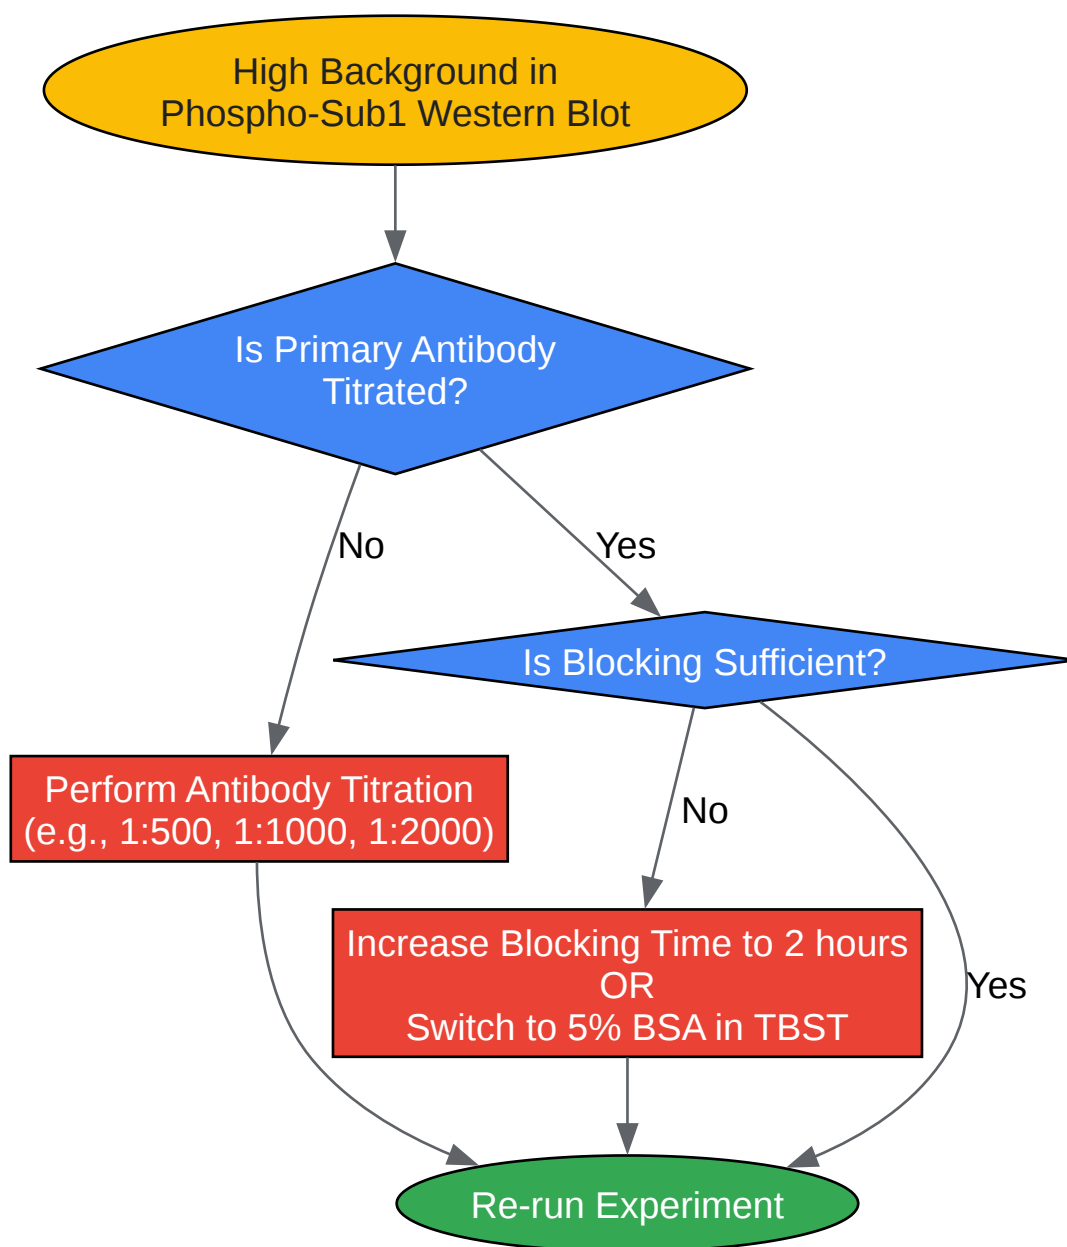 High Background in
Phospho-Sub1 Western Blot
Is Primary Antibody
Titrated?
No
Yes
Is Blocking Sufficient?
Perform Antibody Titration
(e.g., 1:500, 1:1000, 1:2000)
No
Increase Blocking Time to 2 hours
OR
Switch to 5% BSA in TBST
Yes
Re-run Experiment